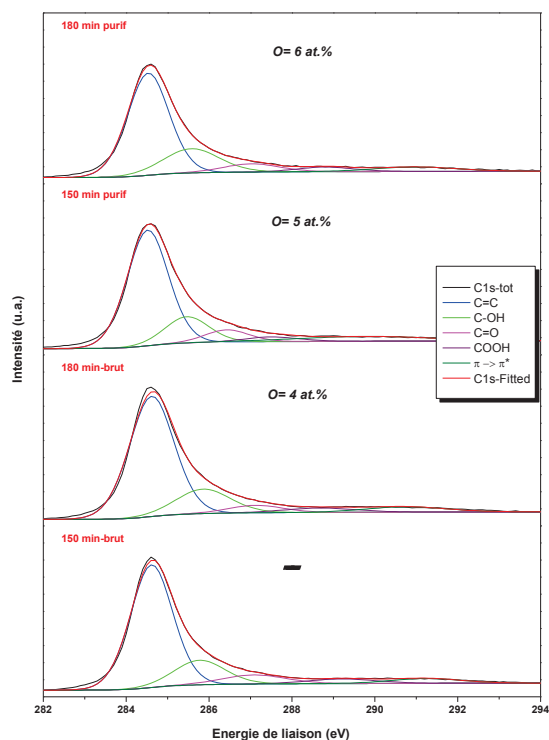 180 min purif
O= 6 at.%
150 min purif
O= 5 at.%
C1s-tot
C=C
C-OH
C=O
COOH
π -> π*
C1s-Fitted
180 min-brut
O= 4 at.%
150 min-brut
Intensité (u.a.)
282 284 286 288 290 292 294
Energie de liaison (eV)